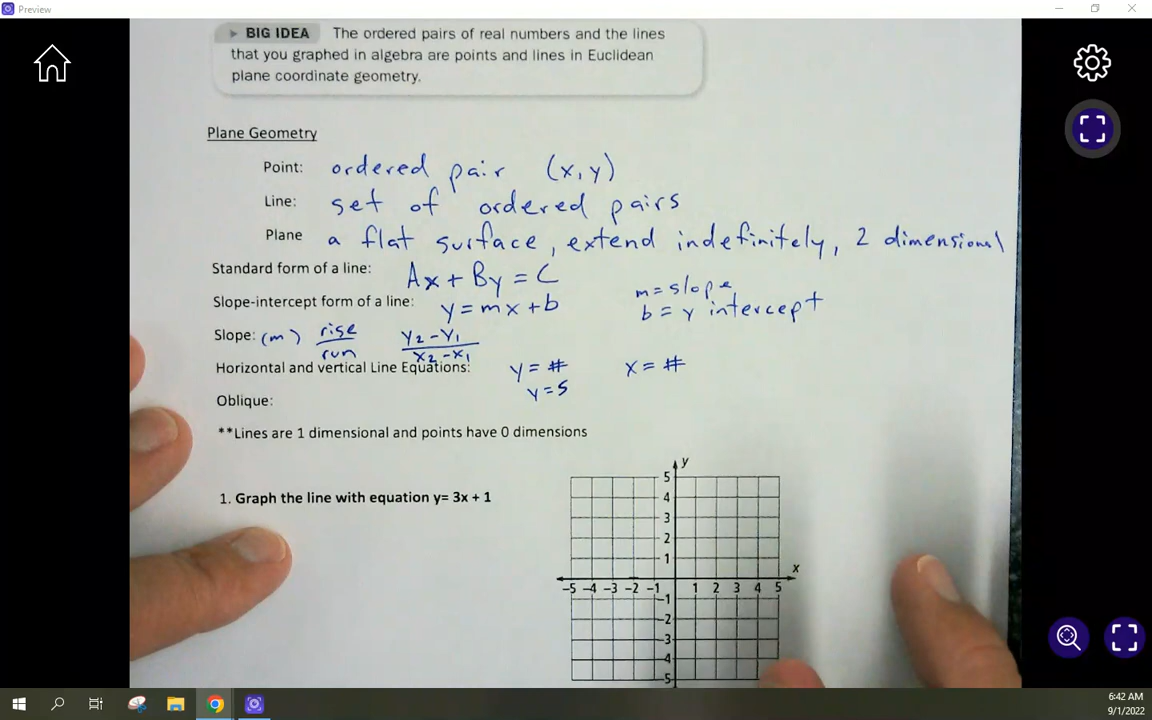 Preview
BIG IDEA The ordered pairs of real numbers and the lines
that you graphed in algebra are points and lines in Euclidean
plane coordinate geometry.
Plane Geometry
Point: ordered pair (x,y)
Line: set of ordered pairs
Plane a flat surface, extend indefinitely, 2 dimensional
Standard form of a line: Ax + By = C
Slope-intercept form of a line: y = mx + b m = slope
b = y intercept
Slope: (m) rise/run y₂-y₁/x₂-x₁
Horizontal and vertical Line Equations: y = # x = #
y = 5
Oblique:
**Lines are 1 dimensional and points have 0 dimensions
1. Graph the line with equation y= 3x + 1
y
5
4
3
2
1
x
-5 -4 -3 -2 -1 1 2 3 4 5
-1
-2
-3
-4
-5
6:42 AM
9/1/2022